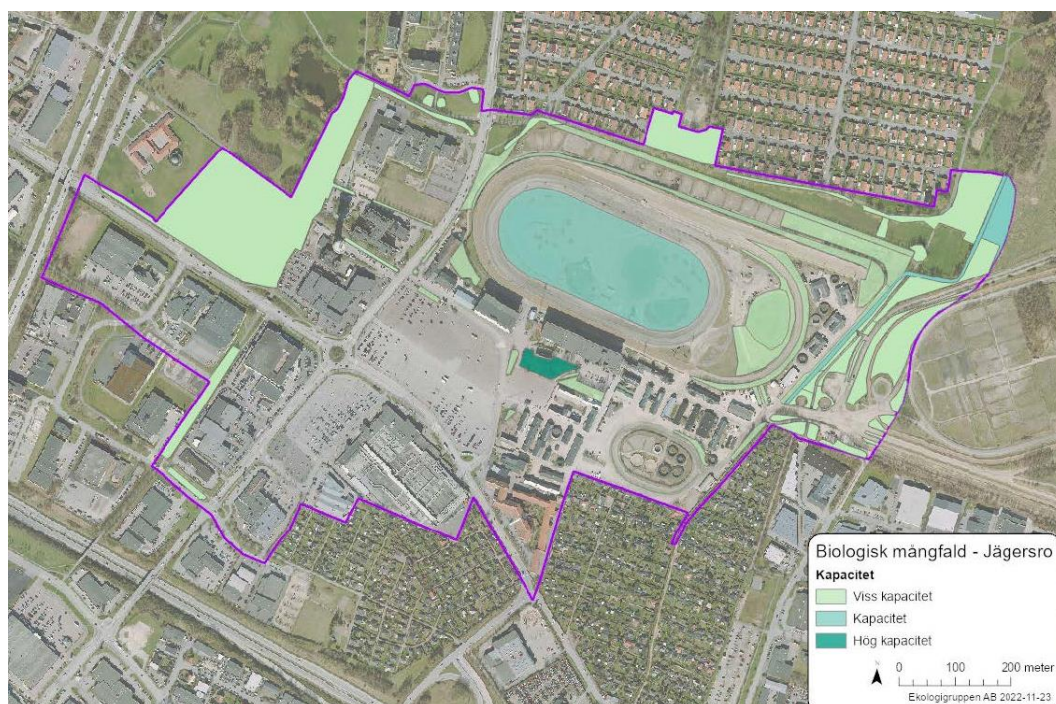 Biologisk mångfald - Jägersro
Kapacitet
Viss kapacitet
Kapacitet
Hög kapacitet
N
0 100 200 meter
Ekologigruppen AB 2022-11-23